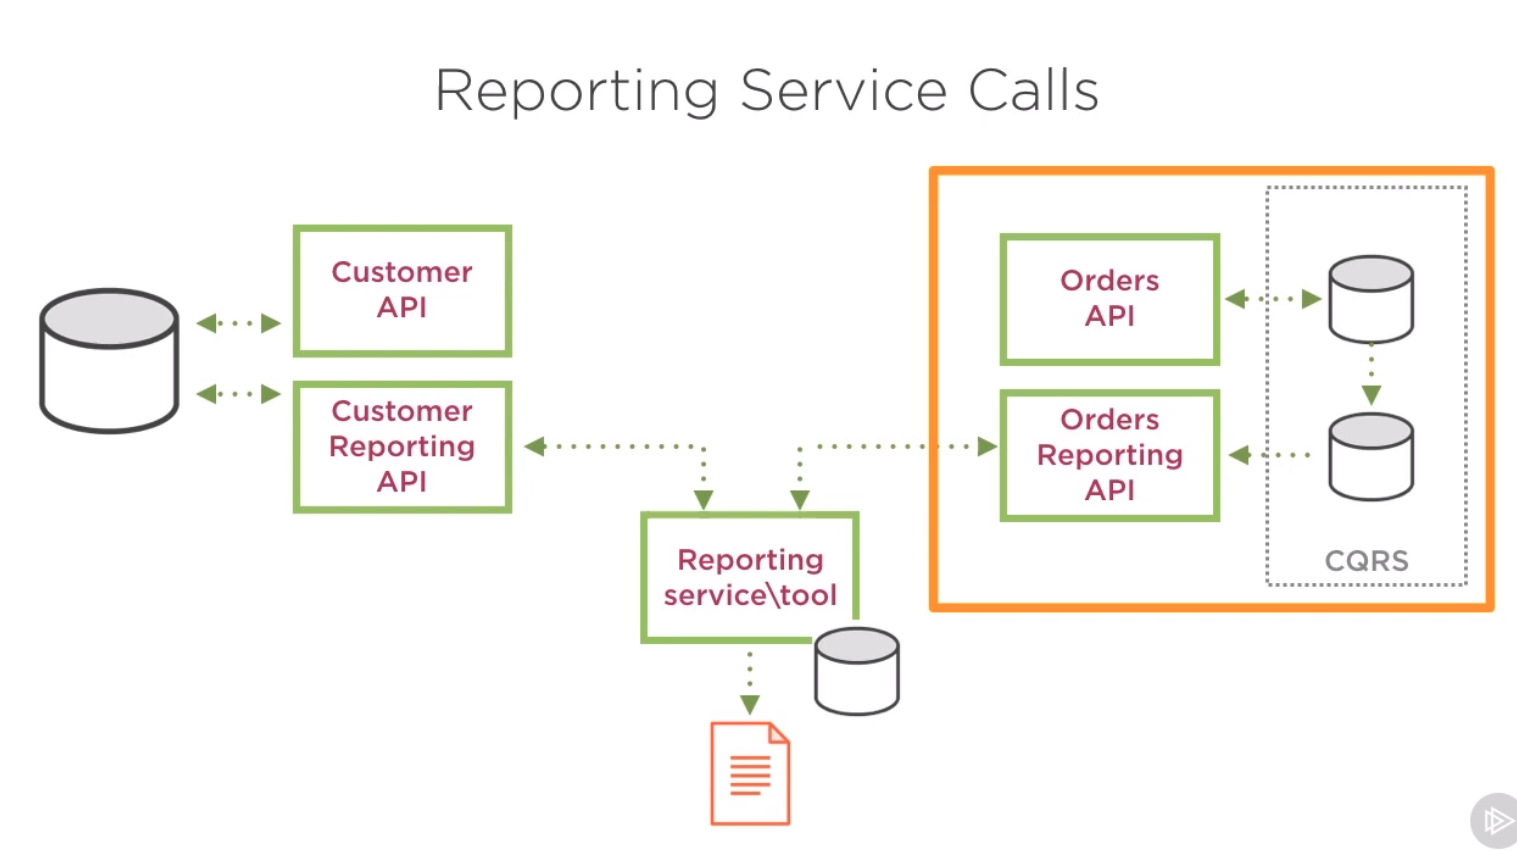 Reporting Service Calls
Customer
API
Customer
Reporting
API
Orders
API
Orders
Reporting
API
CQRS
Reporting
service\tool